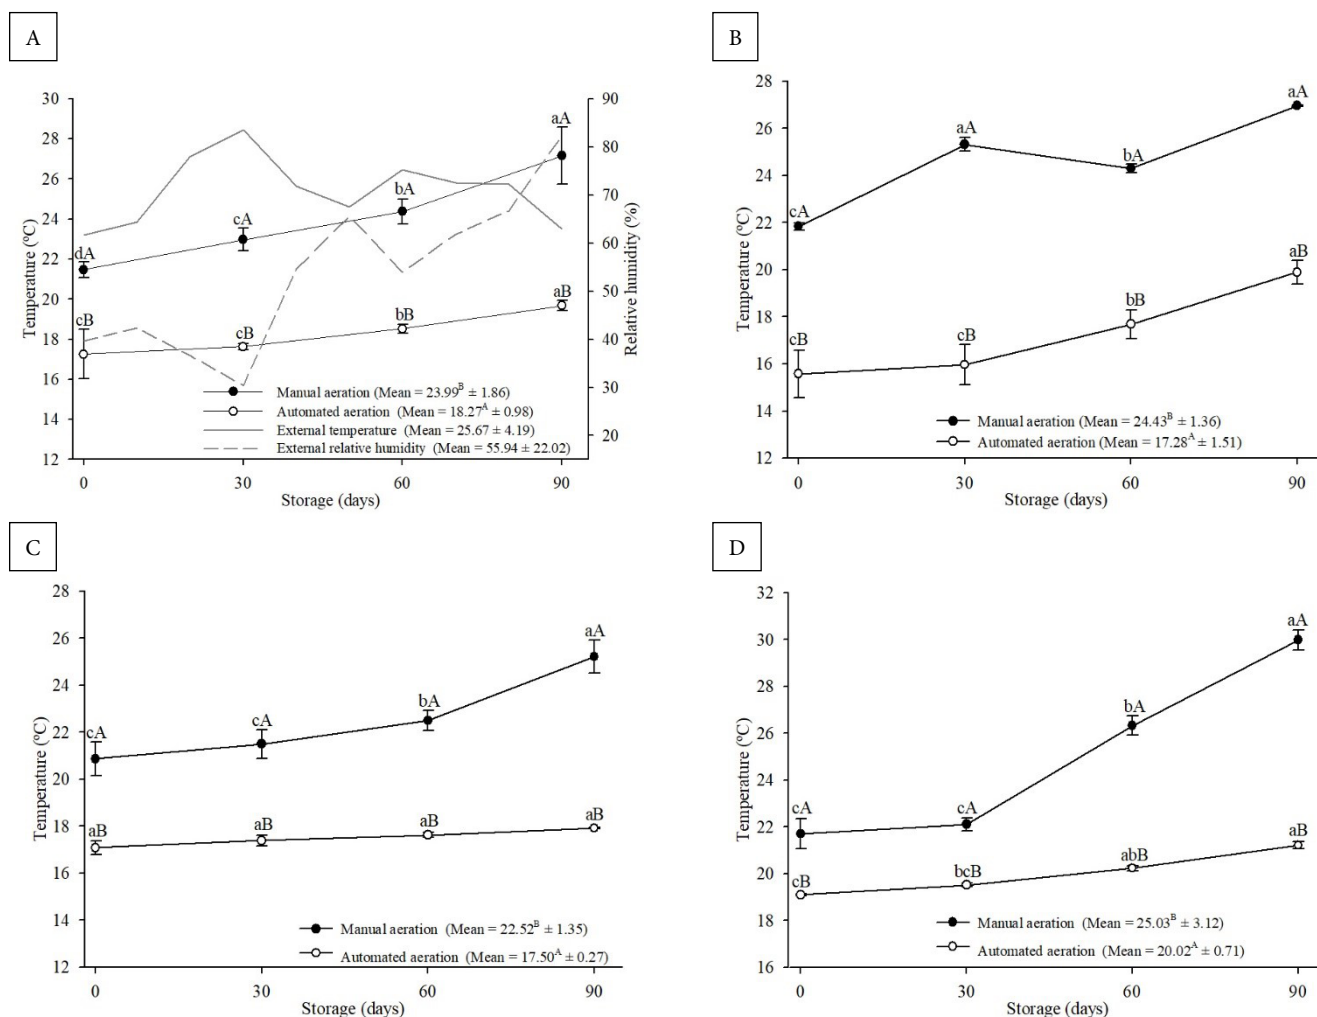 A
Temperature (ºC)
30
28
26
24
22
20
18
16
14
12
90
80
70
60
50
40
30
20
Relative humidity (%)
dA
cA
bA
aA
cB
cB
bB
aB
Manual aeration (Mean = 23.99ᴮ ± 1.86)
Automated aeration (Mean = 18.27ᴬ ± 0.98)
External temperature (Mean = 25.67 ± 4.19)
External relative humidity (Mean = 55.94 ± 22.02)
0 30 60 90
Storage (days)
B
Temperature (ºC)
28
26
24
22
20
18
16
14
12
cA
aA
bA
aA
cB
cB
bB
aB
Manual aeration (Mean = 24.43ᴮ ± 1.36)
Automated aeration (Mean = 17.28ᴬ ± 1.51)
0 30 60 90
Storage (days)
C
Temperature (ºC)
28
26
24
22
20
18
16
14
12
cA
cA
bA
aA
aB
aB
aB
aB
Manual aeration (Mean = 22.52ᴮ ± 1.35)
Automated aeration (Mean = 17.50ᴬ ± 0.27)
0 30 60 90
Storage (days)
D
Temperature (ºC)
32
30
28
26
24
22
20
18
16
cA
cA
bA
aA
cB
bcB
abB
aB
Manual aeration (Mean = 25.03ᴮ ± 3.12)
Automated aeration (Mean = 20.02ᴬ ± 0.71)
0 30 60 90
Storage (days)